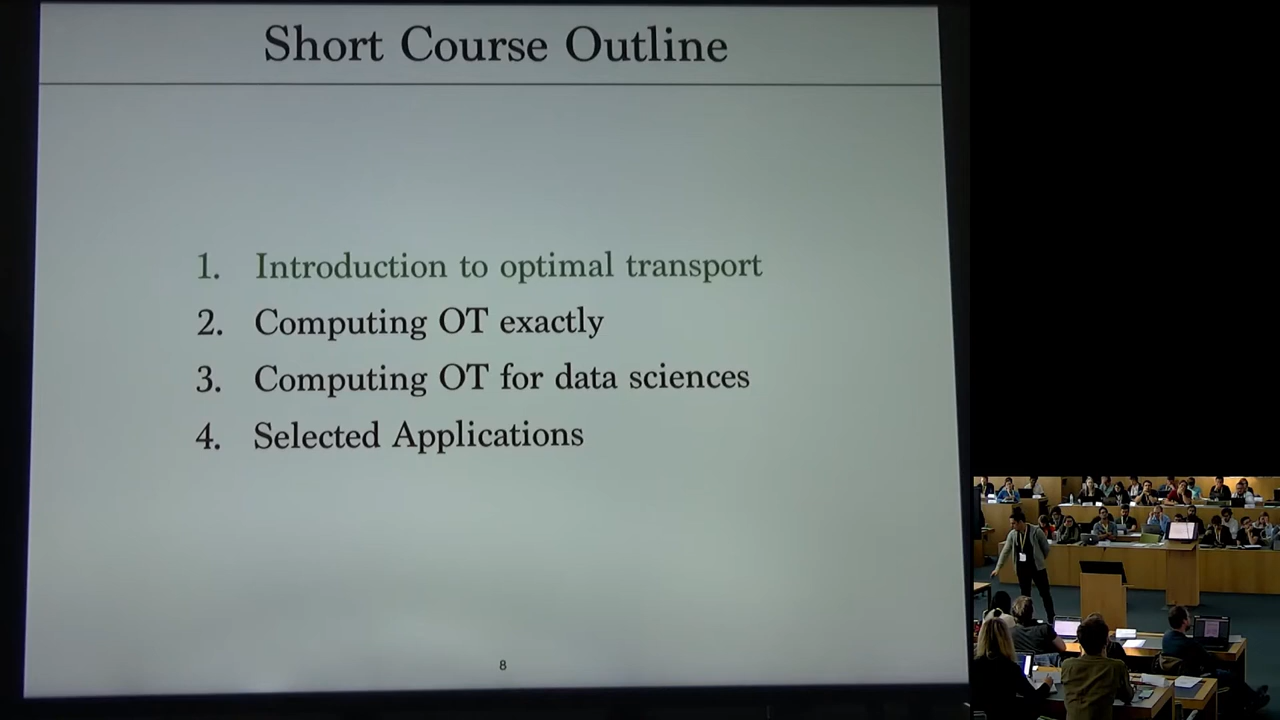 Short Course Outline
1. Introduction to optimal transport
2. Computing OT exactly
3. Computing OT for data sciences
4. Selected Applications
8